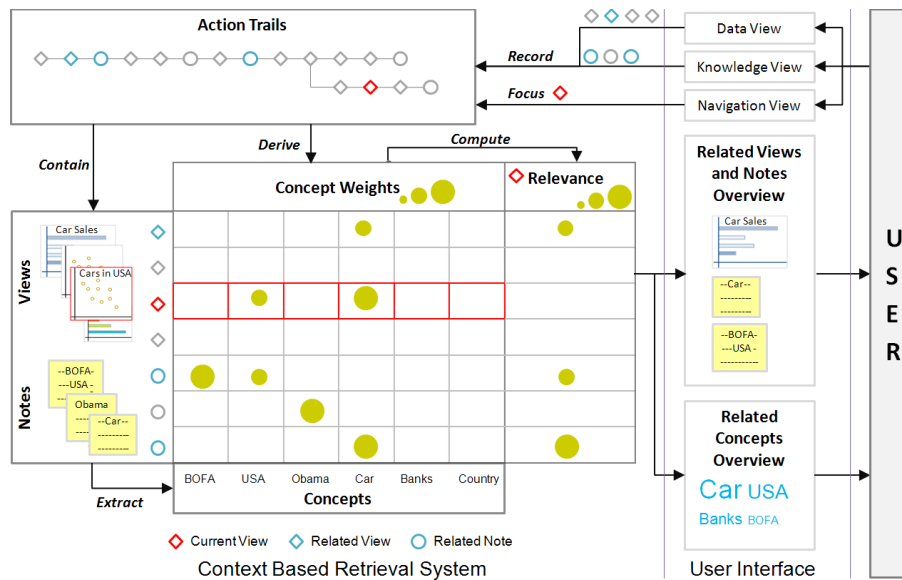 Action Trails
Record
Focus
Data View
Knowledge View
Navigation View
Contain
Derive
Compute
Concept Weights
Relevance
Related Views
and Notes
Overview
Car Sales
--Car--
---------
---------
--BOFA-
---USA -
---------
U
S
E
R
Views
Car Sales
Cars in USA
Notes
--BOFA-
---USA -
Obama
----
----
--Car--
---------
---------
Related
Concepts
Overview
Car USA
Banks BOFA
BOFA USA Obama Car Banks Country
Extract
Concepts
Current View Related View Related Note
Context Based Retrieval System
User Interface